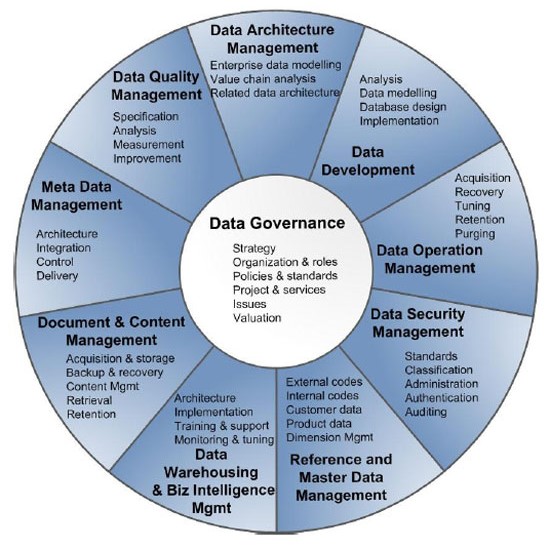 Data Architecture
Management
Enterprise data modelling
Value chain analysis
Related data architecture
Analysis
Data modelling
Database design
Implementation
Data
Development
Acquisition
Recovery
Tuning
Retention
Purging
Data Operation
Management
Data Security
Management
Standards
Classification
Administration
Authentication
Auditing
External codes
Internal codes
Customer data
Product data
Dimension Mgmt
Reference and
Master Data
Management
Architecture
Implementation
Training & support
Monitoring & tuning
Data
Warehousing
& Biz Intelligence
Mgmt
Document & Content
Management
Acquisition & storage
Backup & recovery
Content Mgmt
Retrieval
Retention
Meta Data
Management
Architecture
Integration
Control
Delivery
Data Quality
Management
Specification
Analysis
Measurement
Improvement
Data Governance
Strategy
Organization & roles
Policies & standards
Project & services
Issues
Valuation